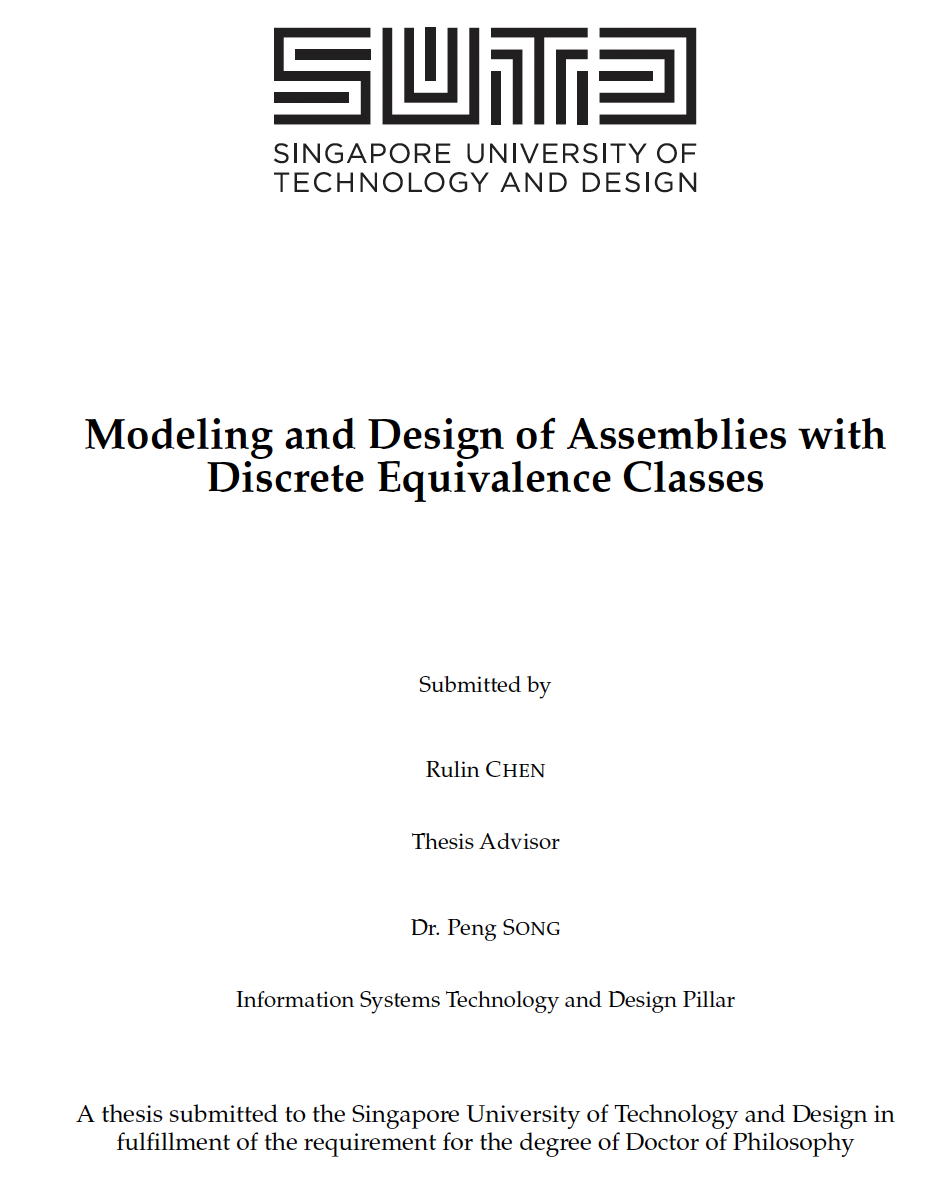 SUTD
SINGAPORE UNIVERSITY OF
TECHNOLOGY AND DESIGN
Modeling and Design of Assemblies with
Discrete Equivalence Classes
Submitted by
Rulin CHEN
Thesis Advisor
Dr. Peng SONG
Information Systems Technology and Design Pillar
A thesis submitted to the Singapore University of Technology and Design in
fulfillment of the requirement for the degree of Doctor of Philosophy